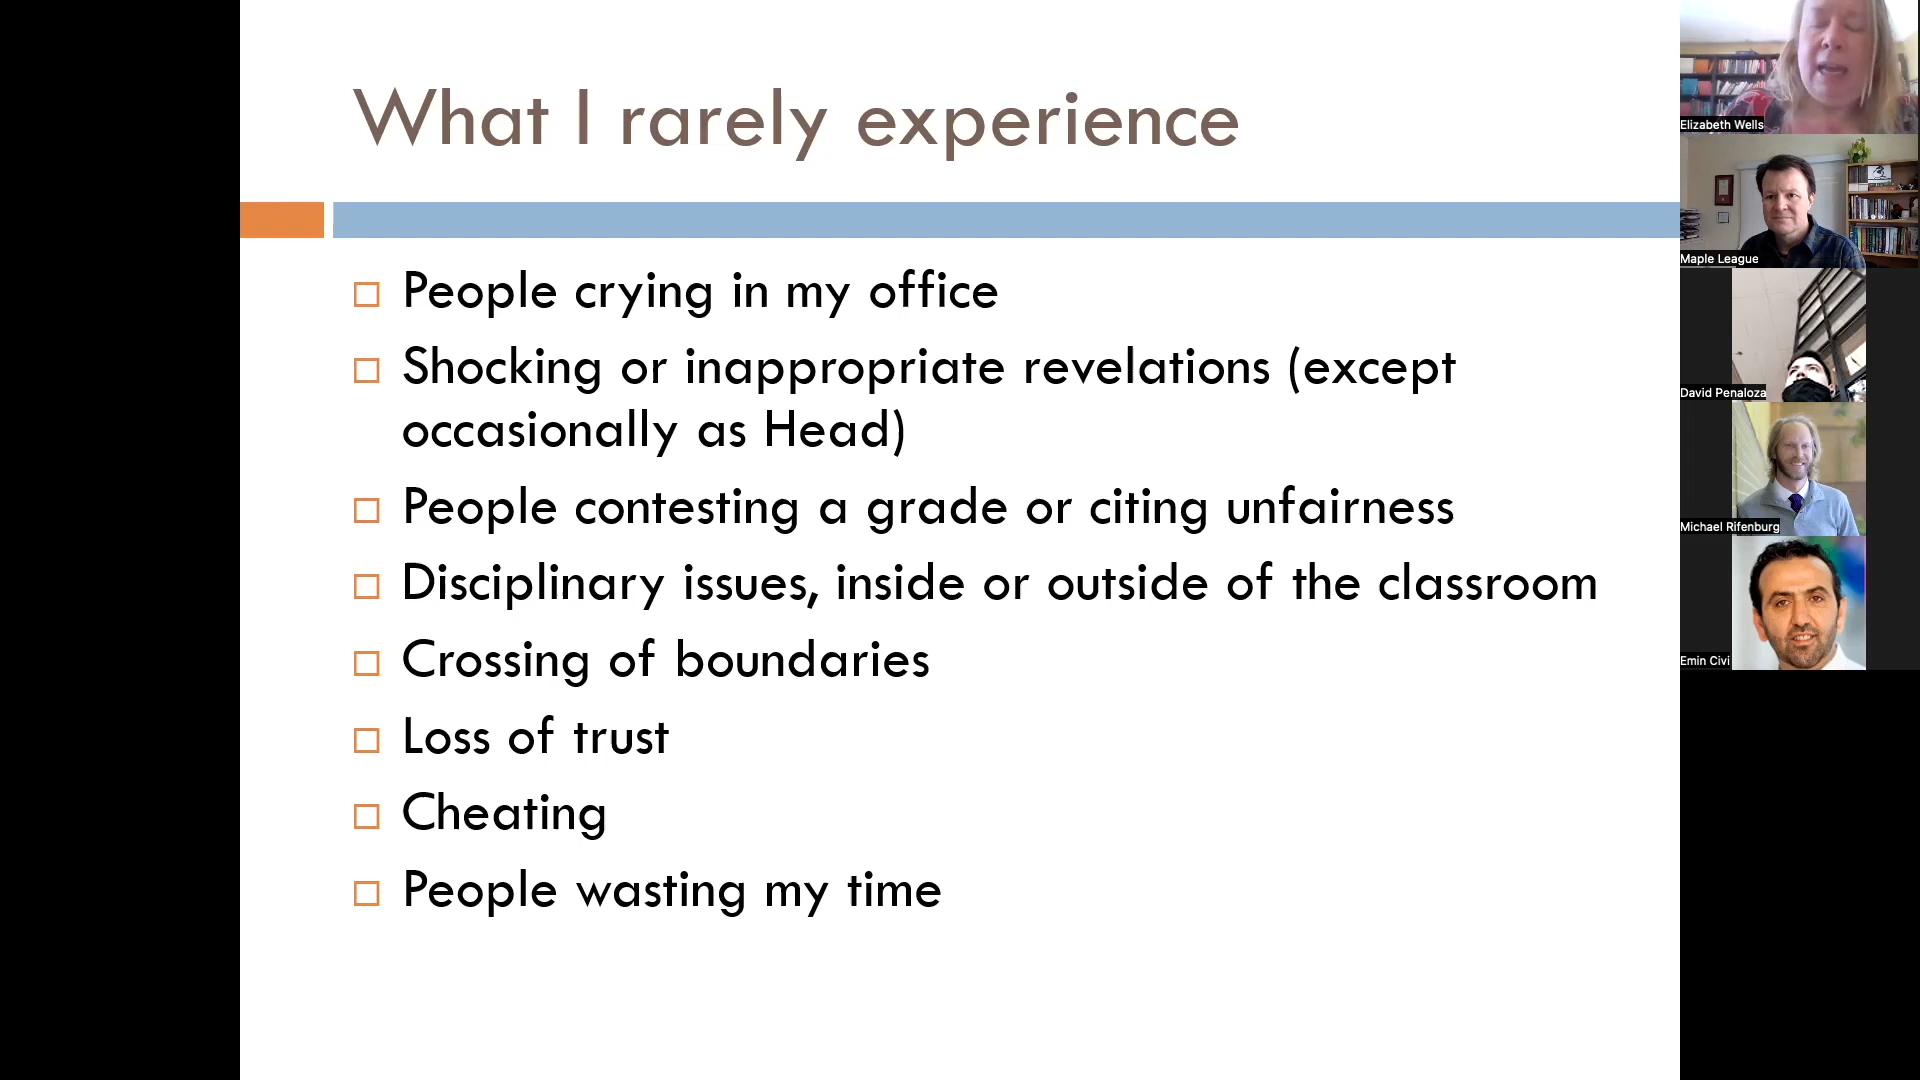 What I rarely experience
People crying in my office
Shocking or inappropriate revelations (except
occasionally as Head)
People contesting a grade or citing unfairness
Disciplinary issues, inside or outside of the classroom
Crossing of boundaries
Loss of trust
Cheating
People wasting my time
Elizabeth Wells
Maple League
David Penaloza
Michael Rifenburg
Emin Civi